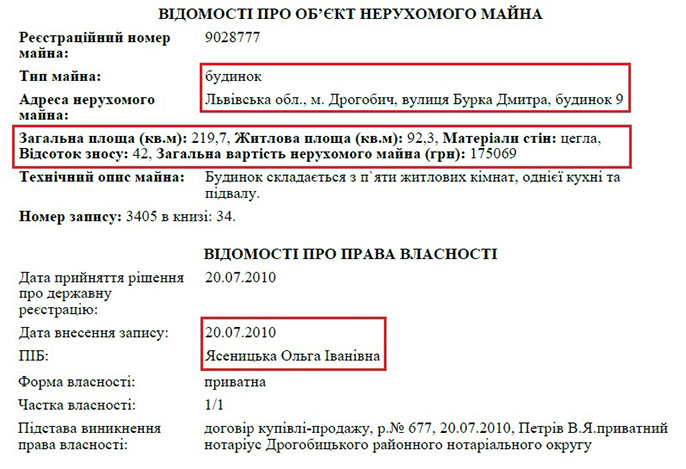 ВІДОМОСТІ ПРО ОБ’ЄКТ НЕРУХОМОГО МАЙНА
Реєстраційний номер майна: 9028777
Тип майна: будинок
Адреса нерухомого майна: Львівська обл., м. Дрогобич, вулиця Бурка Дмитра, будинок 9
Загальна площа (кв.м): 219,7, Житлова площа (кв.м): 92,3, Матеріали стін: цегла,
Відсоток зносу: 42, Загальна вартість нерухомого майна (грн): 175069
Технічний опис майна: Будинок складається з п`яти житлових кімнат, однієї кухні та
підвалу.
Номер запису: 3405 в книзі: 34.
ВІДОМОСТІ ПРО ПРАВА ВЛАСНОСТІ
Дата прийняття рішення про державну реєстрацію: 20.07.2010
Дата внесення запису: 20.07.2010
ПІБ: Ясеницька Ольга Іванівна
Форма власності: приватна
Частка власності: 1/1
Підстава виникнення права власності: договір купівлі-продажу, р.№ 677, 20.07.2010, Петрів В.Я.приватний
нотаріус Дрогобицького районного нотаріального округу